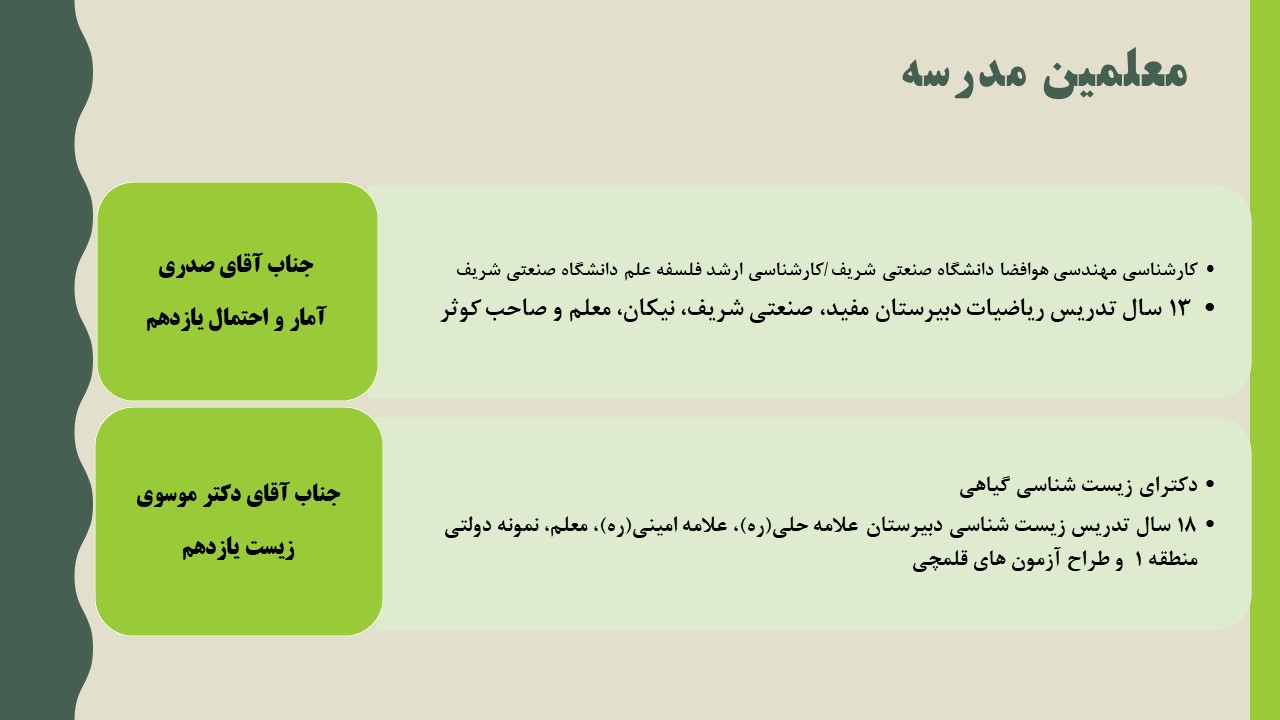 معلمین مدرسه
جناب آقای صدری
آمار و احتمال یازدهم
• کارشناسی مهندسی هوافضا دانشگاه صنعتی شریف/کارشناسی ارشد فلسفه علم دانشگاه صنعتی شریف
• ۱۳ سال تدریس ریاضیات دبیرستان مفید، صنعتی شریف، نیکان، معلم و صاحب کوثر
جناب آقای دکتر موسوی
زیست یازدهم
• دکترای زیست شناسی گیاهی
• ۱۸ سال تدریس زیست شناسی دبیرستان علامه حلی(ره)، علامه امینی(ره)، معلم، نمونه دولتی
منطقه ۱ و طراح آزمون های قلمچی